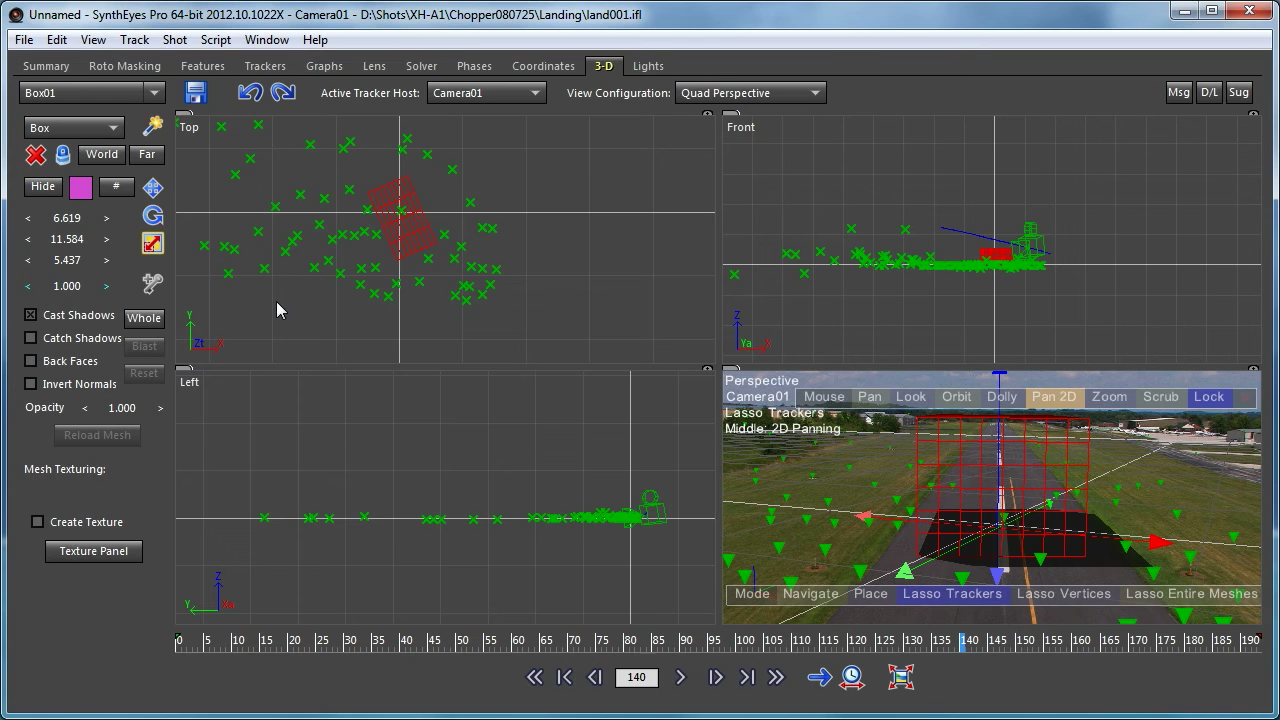 Unnamed - SynthEyes Pro 64-bit 2012.10.1022X - Camera01 - D:\Shots\XH-A1\Chopper080725\Landing\land001.ifl
File Edit View Track Shot Script Window Help
Summary Roto Masking Features Trackers Graphs Lens Solver Phases Coordinates 3-D Lights
Box01 Active Tracker Host: Camera01 View Configuration: Quad Perspective Msg D/L Sug
Box
World Far
Hide #
< 6.619 >
< 11.584 >
< 5.437 >
< 1.000 >
Cast Shadows Whole
Catch Shadows Blast
Back Faces
Reset
Invert Normals
Opacity < 1.000 >
Reload Mesh
Mesh Texturing:
Create Texture
Texture Panel
Top
Y
Zt X
Front
Z
Ya X
Left
Z
Y Xa
Perspective
Camera01 Mouse Pan Look Orbit Dolly Pan 2D Zoom Scrub Lock
Lasso Trackers
Middle: 2D Panning
Mode Navigate Place Lasso Trackers Lasso Vertices Lasso Entire Meshes
0 5 10 15 20 25 30 35 40 45 50 55 60 65 70 75 80 85 90 95 100 105 110 115 120 125 130 135 140 145 150 155 160 165 170 175 180 185 190
140